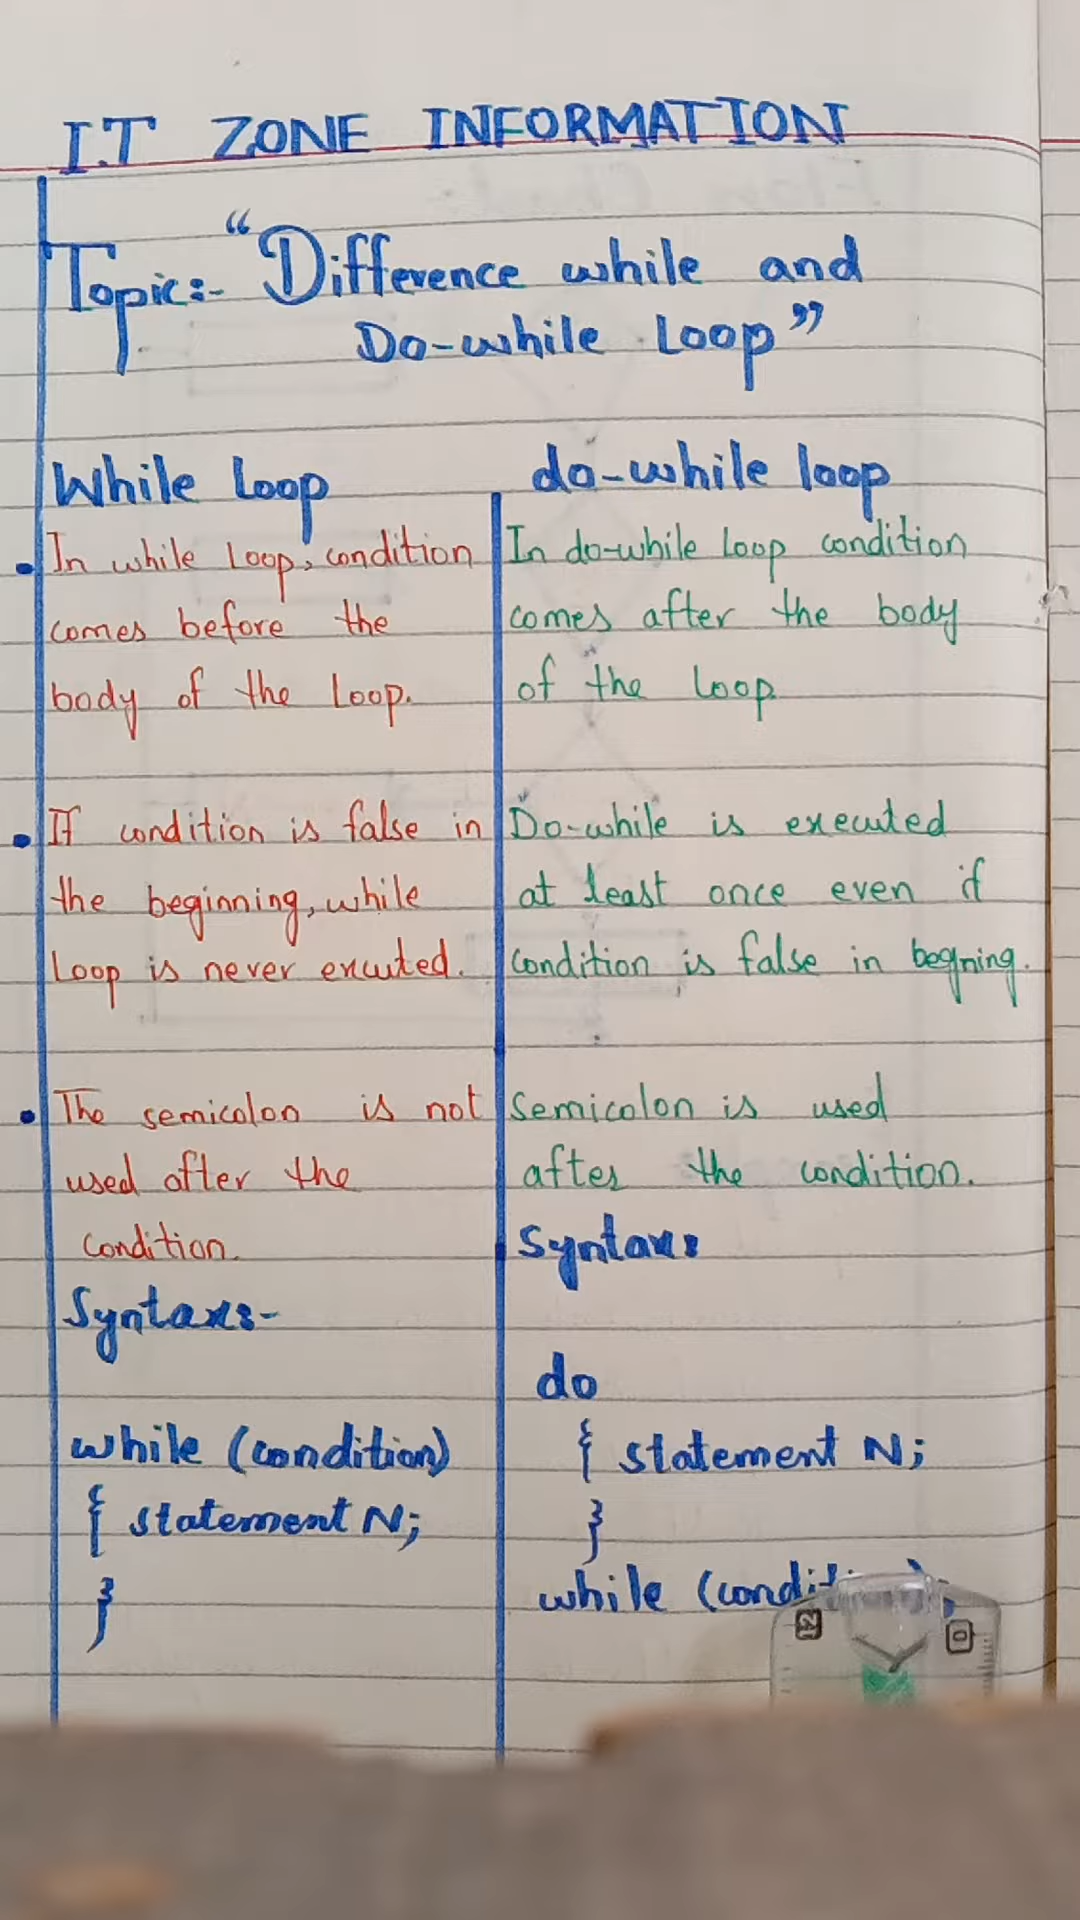 I.T ZONE INFORMATION
Topic:- "Difference while and
Do-while Loop"
While Loop
In while Loop, condition
comes before the
body of the Loop.
If condition is false in
the beginning, while
Loop is never exuted.
The semicolon is not
used after the
condition.
Syntax:-
while (condition)
{ statement N;
}
do-while loop
In do-while Loop condition
comes after the body
of the Loop
Do-while is executed
at least once even if
condition is false in begning.
Semicolon is used
after the condition.
Syntax:
do
{ statement N;
}
while
12
0